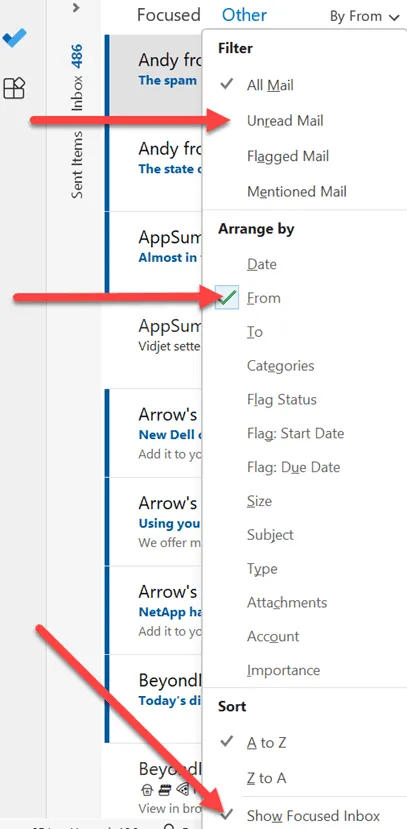 Focused Other By From
Inbox 486
Sent Items
Andy fro
The spam
Andy fro
The state o
AppSum
Almost in
AppSum
Vidjet sette
Arrow's
New Dell
Add it to yo
Arrow's
Using you
We offer m
Arrow's
NetApp ha
Add it to yo
Today's di
View in bro
Filter
All Mail
Unread Mail
Flagged Mail
Mentioned Mail
Arrange by
Date
From
To
Categories
Flag Status
Flag: Start Date
Flag: Due Date
Size
Subject
Type
Attachments
Account
Importance
Sort
A to Z
Z to A
Show Focused Inbox